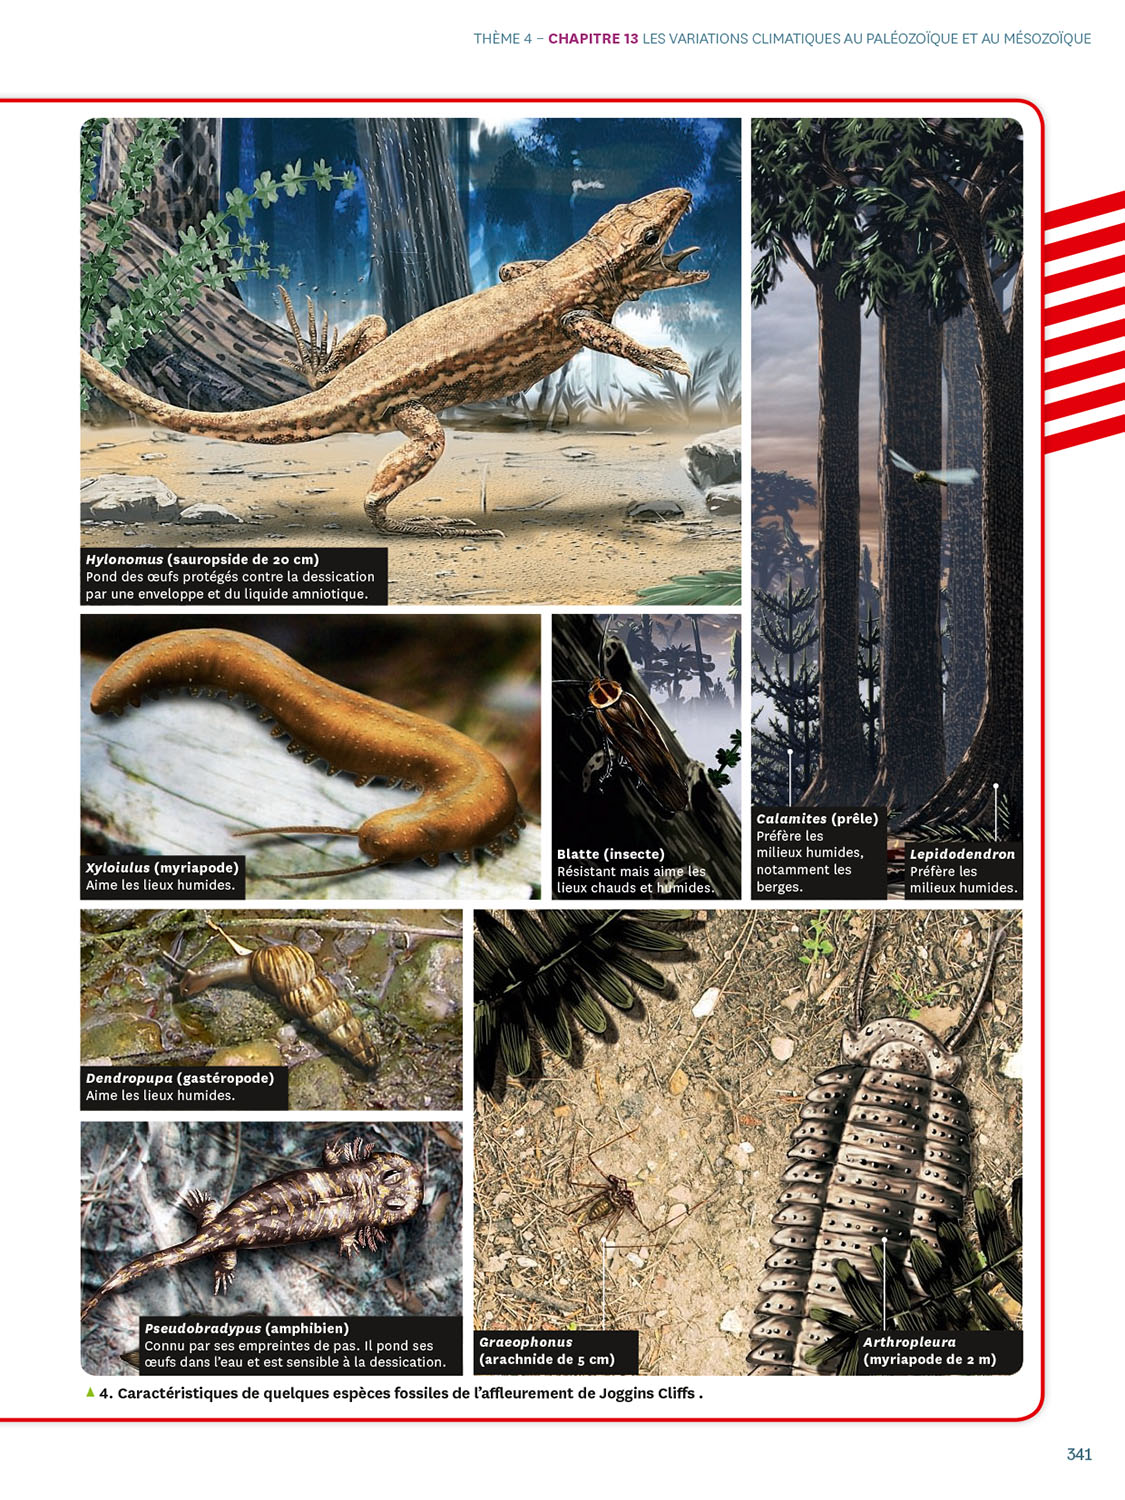 THÈME 4 – CHAPITRE 13 LES VARIATIONS CLIMATIQUES AU PALÉOZOÏQUE ET AU MÉSOZOÏQUE
Hylonomus (sauropside de 20 cm)
Pond des œufs protégés contre la dessication
par une enveloppe et du liquide amniotique.
Xyloiulus (myriapode)
Aime les lieux humides.
Blatte (insecte)
Résistant mais aime les
lieux chauds et humides.
Calamites (prêle)
Préfère les
milieux humides,
notamment les
berges.
Lepidodendron
Préfère les
milieux humides.
Dendropupa (gastéropode)
Aime les lieux humides.
Pseudobradypus (amphibien)
Connu par ses empreintes de pas. Il pond ses
œufs dans l'eau et est sensible à la dessication.
Graeophonus
(arachnide de 5 cm)
Arthropleura
(myriapode de 2 m)
4. Caractéristiques de quelques espèces fossiles de l'affleurement de Joggins Cliffs .
341